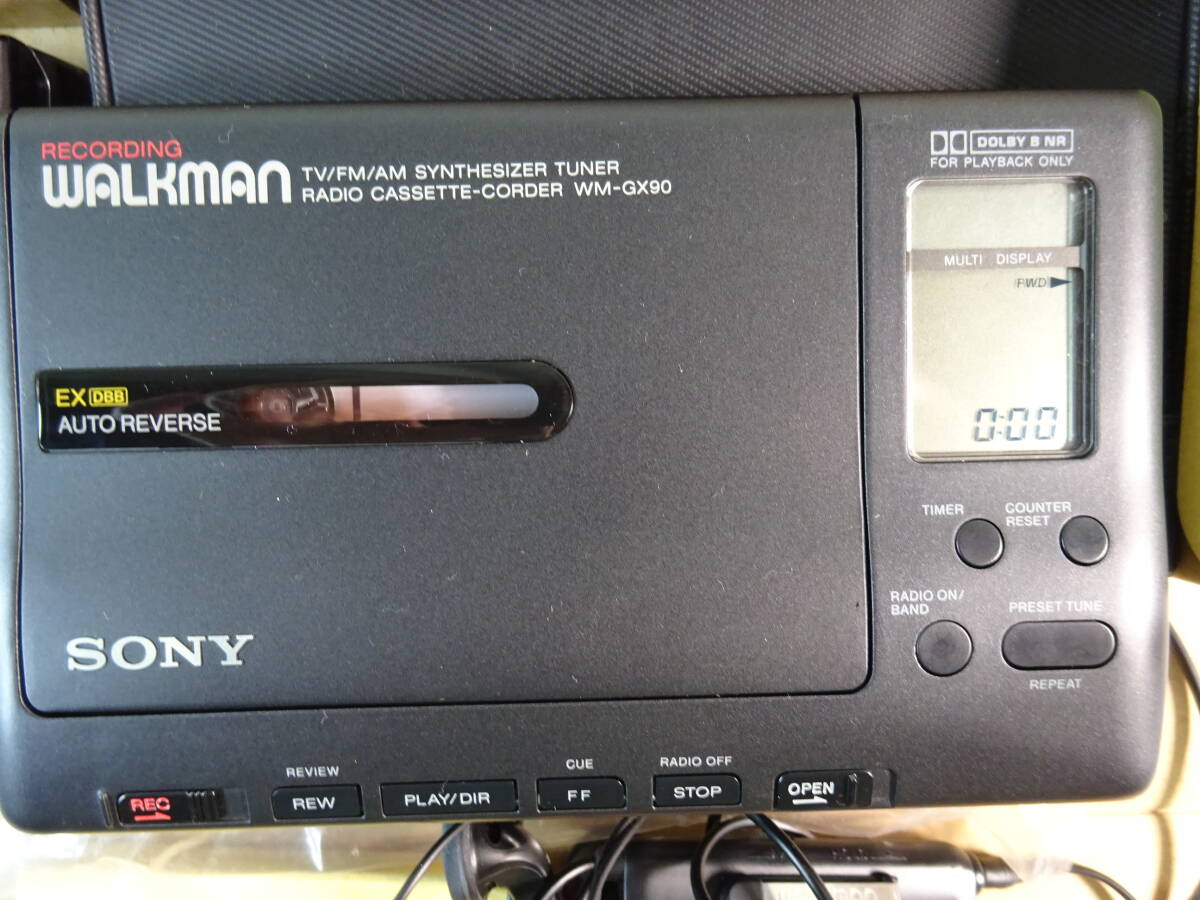 RECORDING
WALKMAN
TV/FM/AM SYNTHESIZER TUNER
RADIO CASSETTE-CORDER WM-GX90
DOLBY B NR
FOR PLAYBACK ONLY
MULTI DISPLAY
FWD
0:00
EX DBB
AUTO REVERSE
TIMER
COUNTER
RESET
RADIO ON/
BAND
PRESET TUNE
REPEAT
SONY
REVIEW
CUE
RADIO OFF
REC
REW
PLAY/DIR
FF
STOP
OPEN
WALKMAN